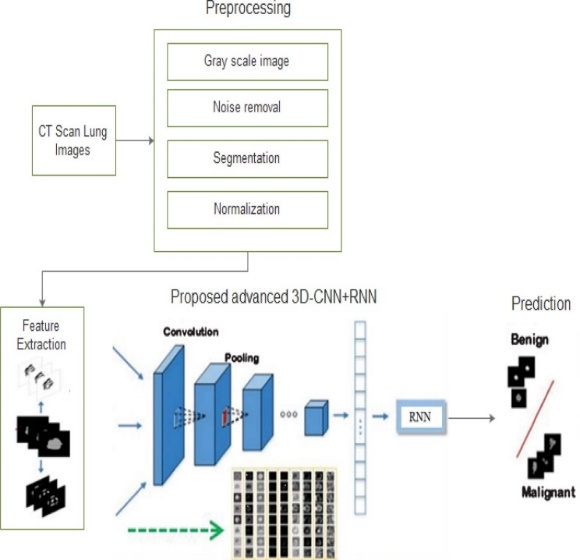 Preprocessing
Gray scale image
Noise removal
CT Scan Lung
Images
Segmentation
Normalization
Proposed advanced 3D-CNN+RNN
Prediction
Feature
Extraction
Convolution
Pooling
RNN
Benign
Malignant